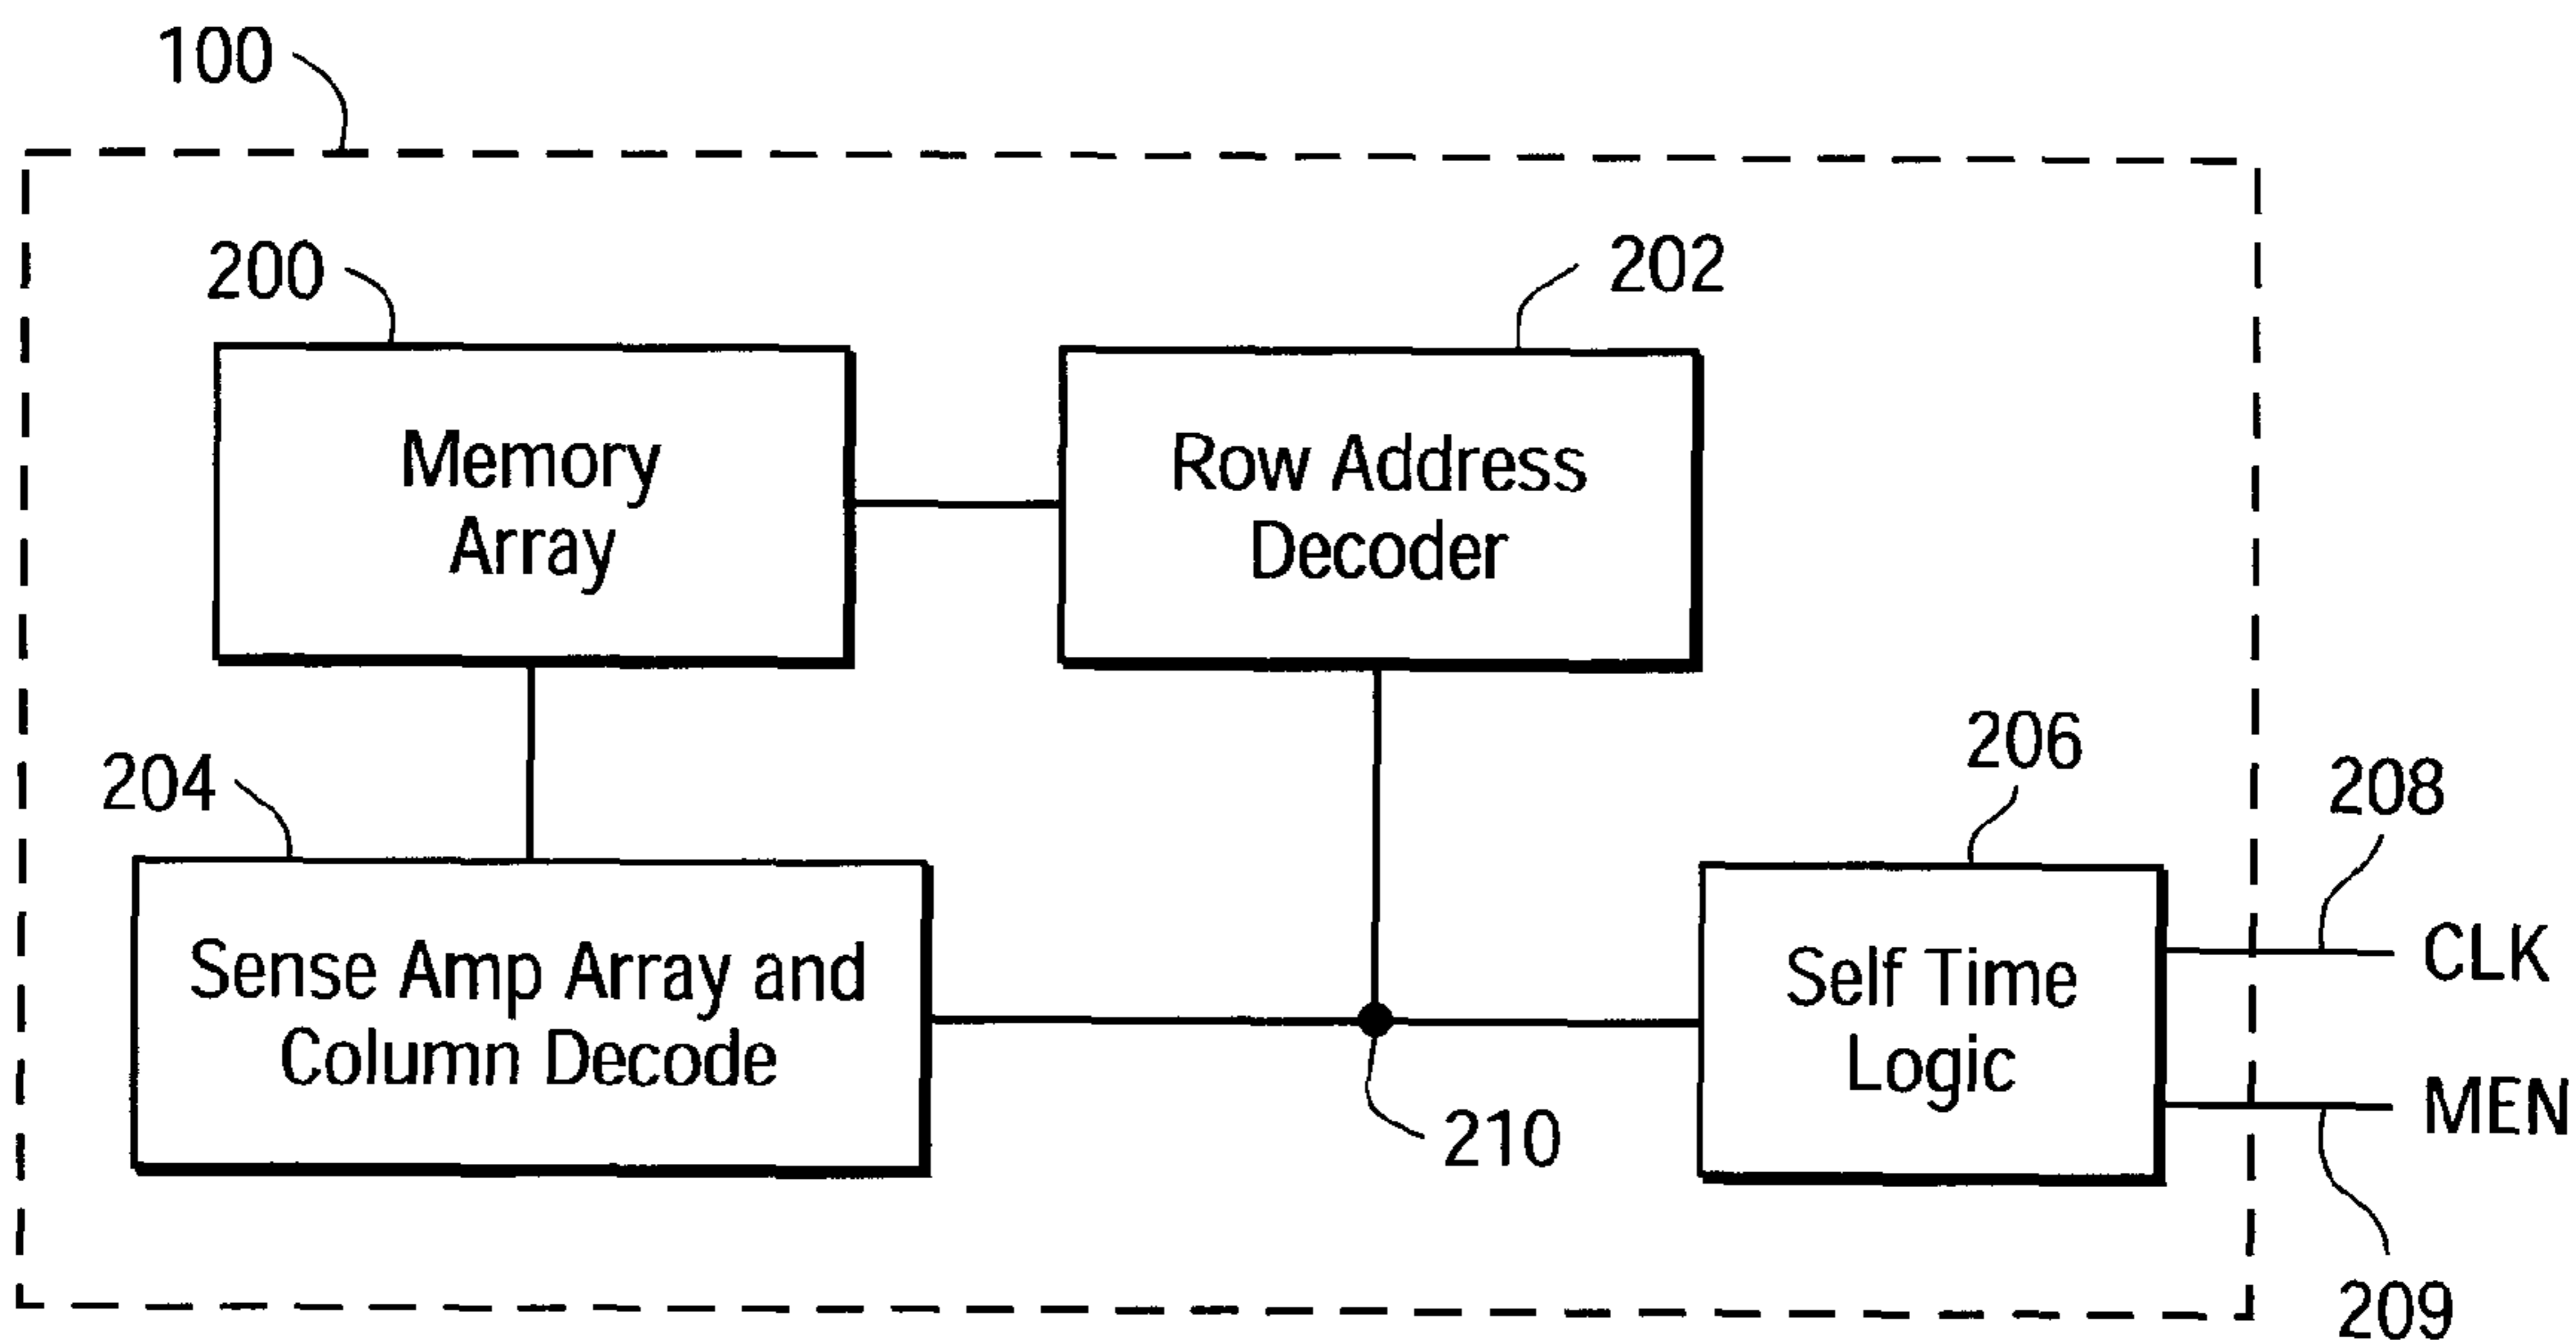 100
200
202
Memory
Array
Row Address
Decoder
204
206
208
Sense Amp Array and
Column Decode
Self Time
Logic
CLK
MEN
210
209